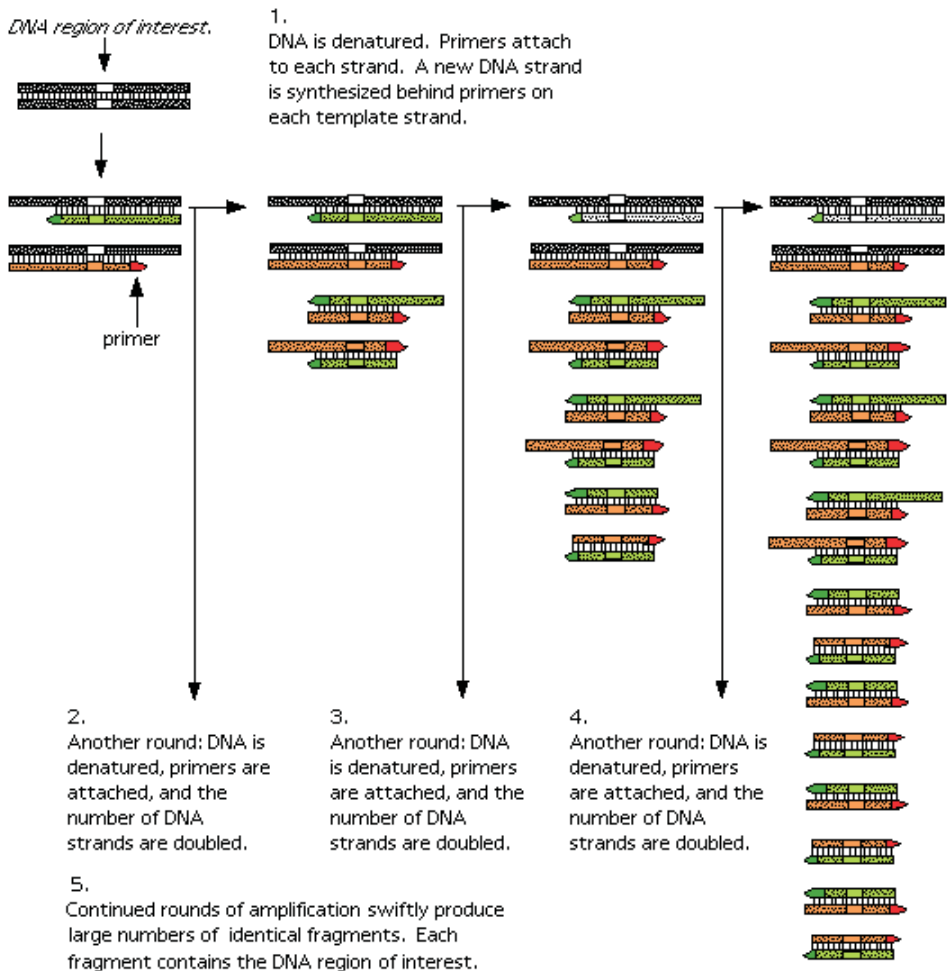 DNA region of interest.
1.
DNA is denatured. Primers attach
to each strand. A new DNA strand
is synthesized behind primers on
each template strand.
primer
2.
Another round: DNA is
denatured, primers are
attached, and the
number of DNA
strands are doubled.
3.
Another round: DNA
is denatured, primers
are attached, and the
number of DNA
strands are doubled.
4.
Another round: DNA is
denatured, primers
are attached, and the
number of DNA
strands are doubled.
5.
Continued rounds of amplification swiftly produce
large numbers of identical fragments. Each
fragment contains the DNA region of interest.